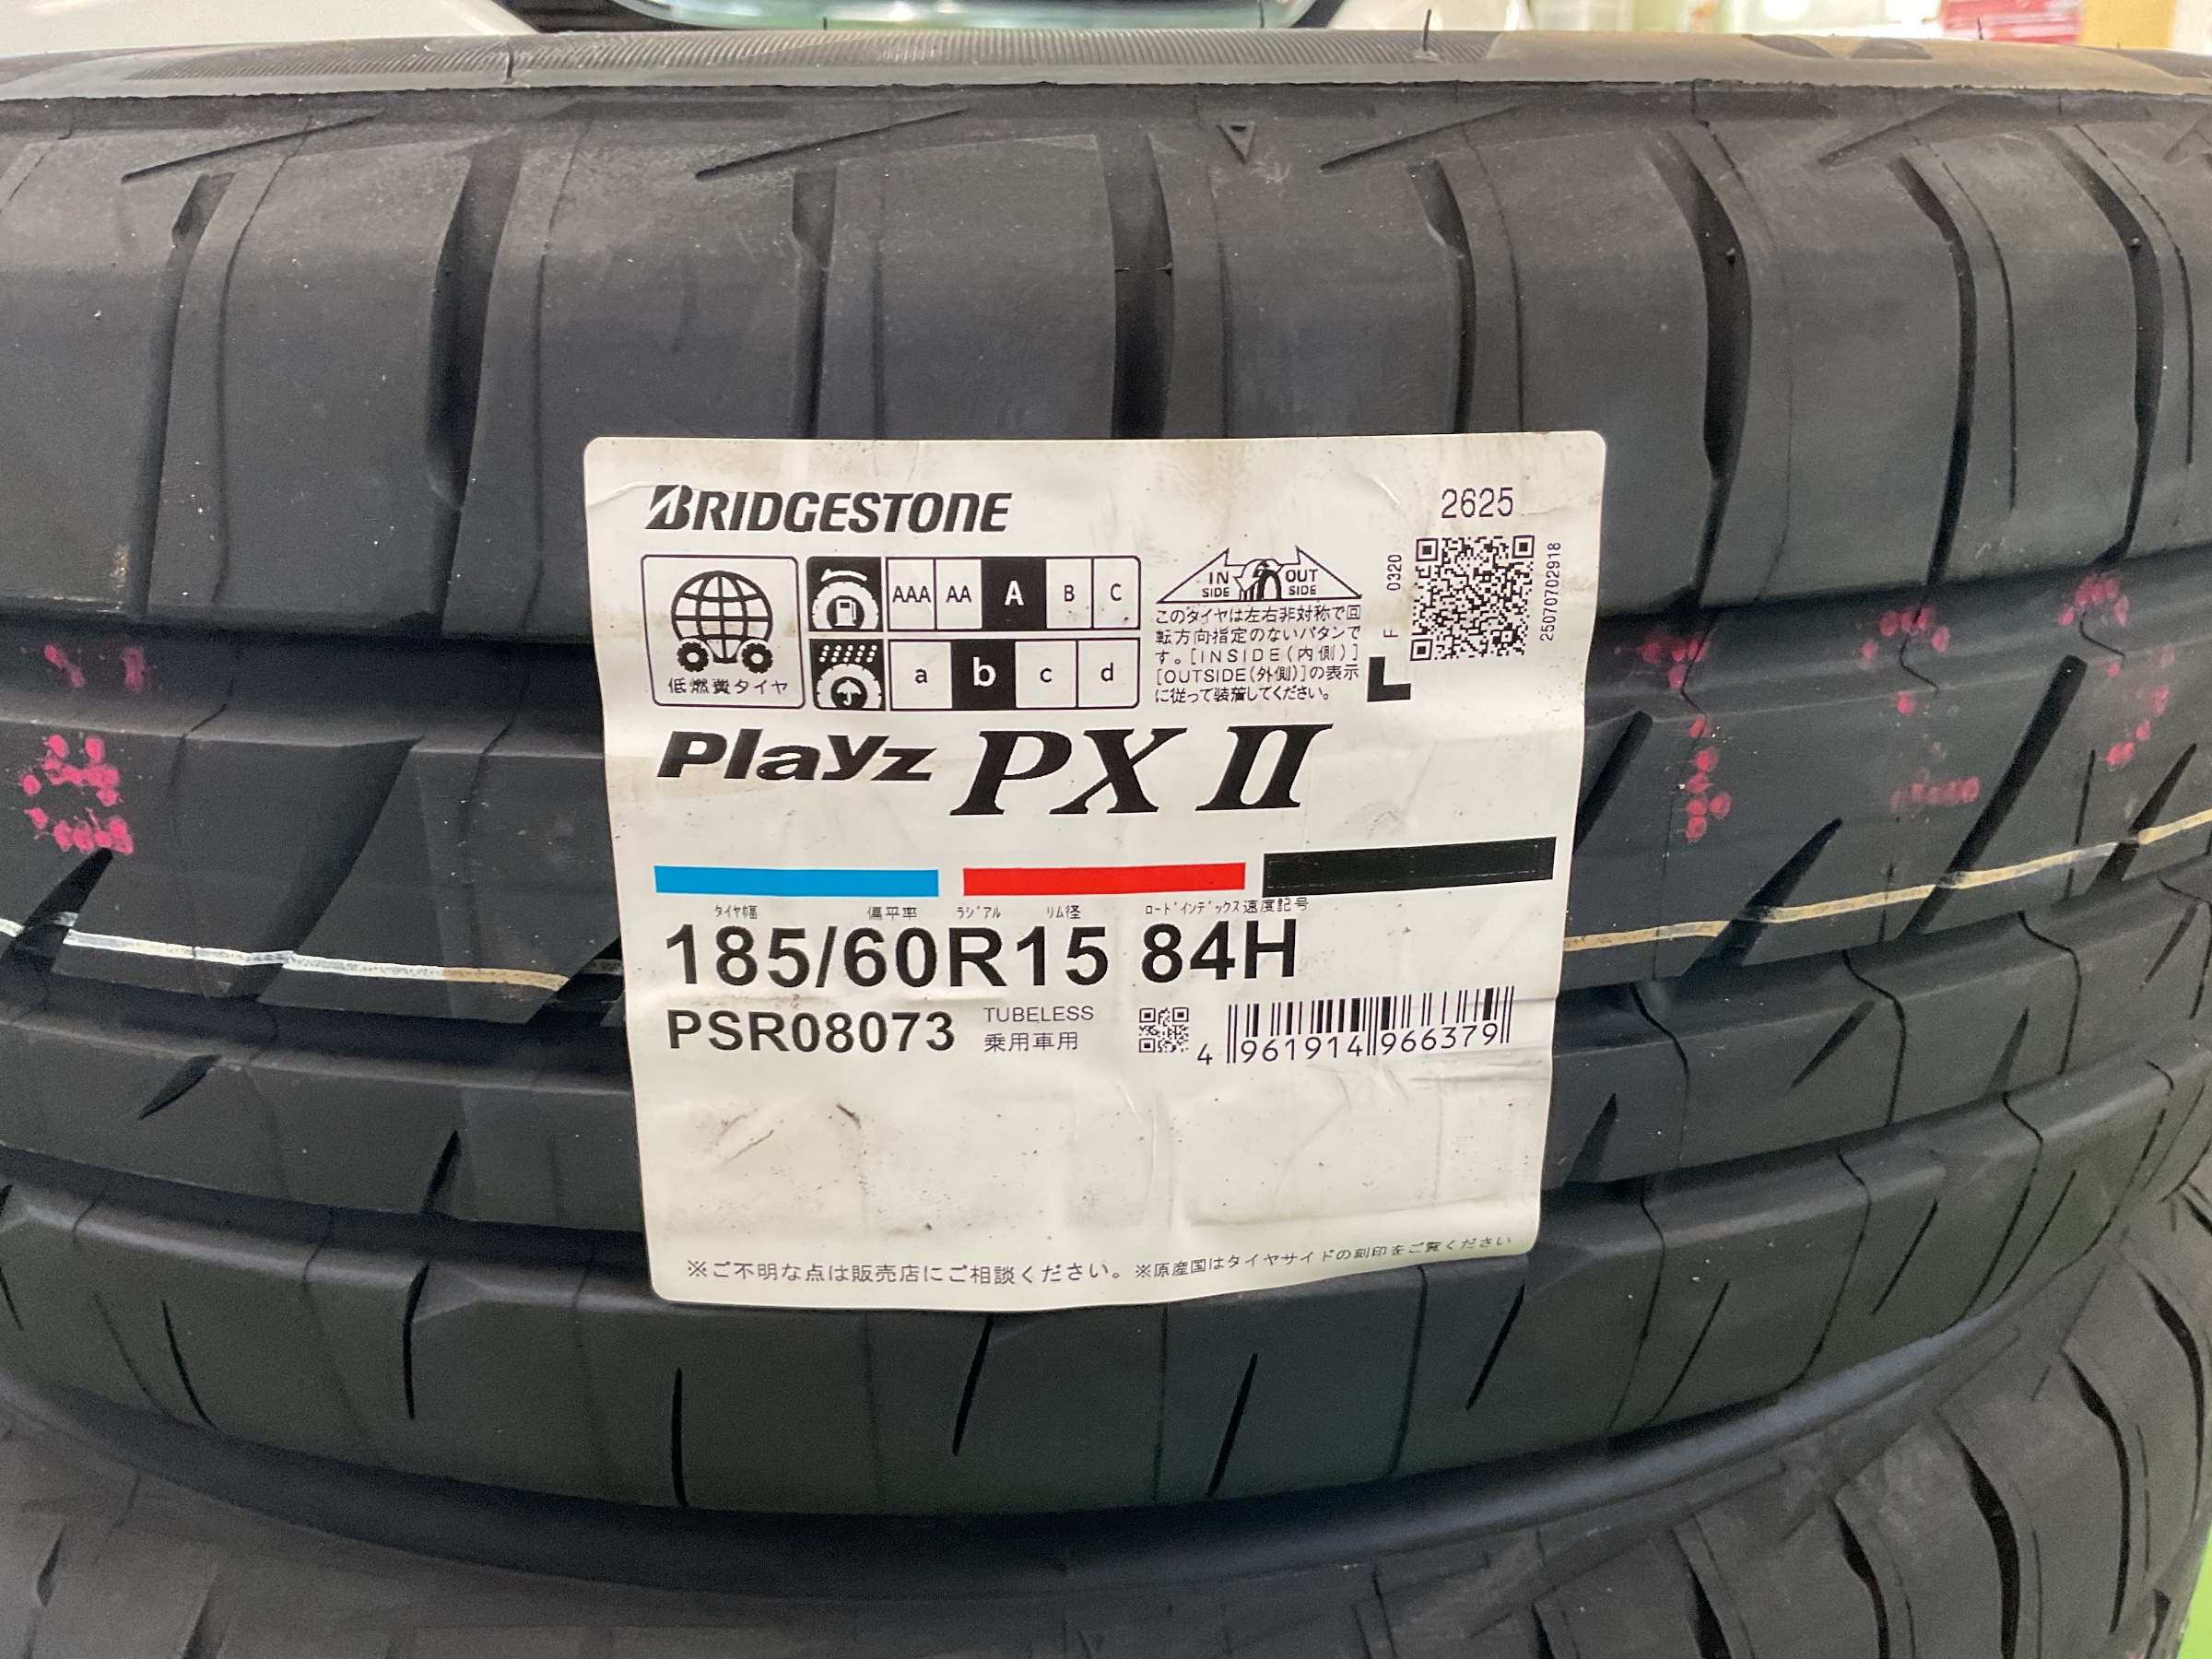 BRIDGESTONE
2625
低燃費タイヤ
AAA AA A B C
a b c d
IN SIDE OUT SIDE
このタイヤは左右非対称で回
転方向指定のないパタンで
す。[INSIDE(内側)]
[OUTSIDE(外側)]の表示
に従って装着してください。
F 0320
L
25070702918
Playz PX II
タイヤ幅 偏平率 ラジアル リム径 ロードインデックス 速度記号
185/60R15 84H
PSR08073
TUBELESS
乗用車用
4 961914 966379
※ご不明な点は販売店にご相談ください。※原産国はタイヤサイドの刻印をご覧ください